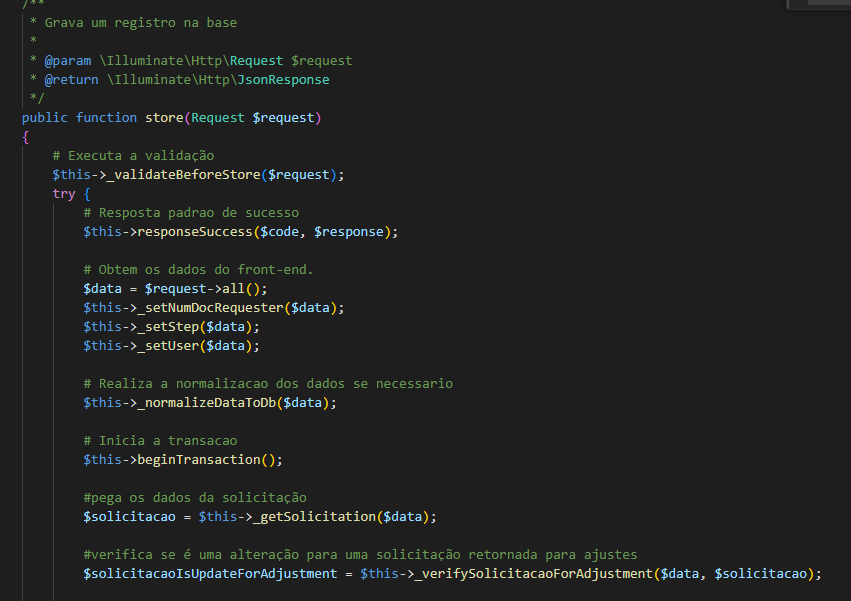 /**
* Grava um registro na base
*
* @param \Illuminate\Http\Request $request
* @return \Illuminate\Http\JsonResponse
*/
public function store(Request $request)
{
# Executa a validação
$this->_validateBeforeStore($request);
try {
# Resposta padrao de sucesso
$this->responseSuccess($code, $response);
# Obtem os dados do front-end.
$data = $request->all();
$this->_setNumDocRequester($data);
$this->_setStep($data);
$this->_setUser($data);
# Realiza a normalizacao dos dados se necessario
$this->_normalizeDataToDb($data);
# Inicia a transacao
$this->beginTransaction();
#pega os dados da solicitação
$solicitacao = $this->_getSolicitation($data);
#verifica se é uma alteração para uma solicitação retornada para ajustes
$solicitacaoIsUpdateForAdjustment = $this->_verifySolicitacaoForAdjustment($data, $solicitacao);